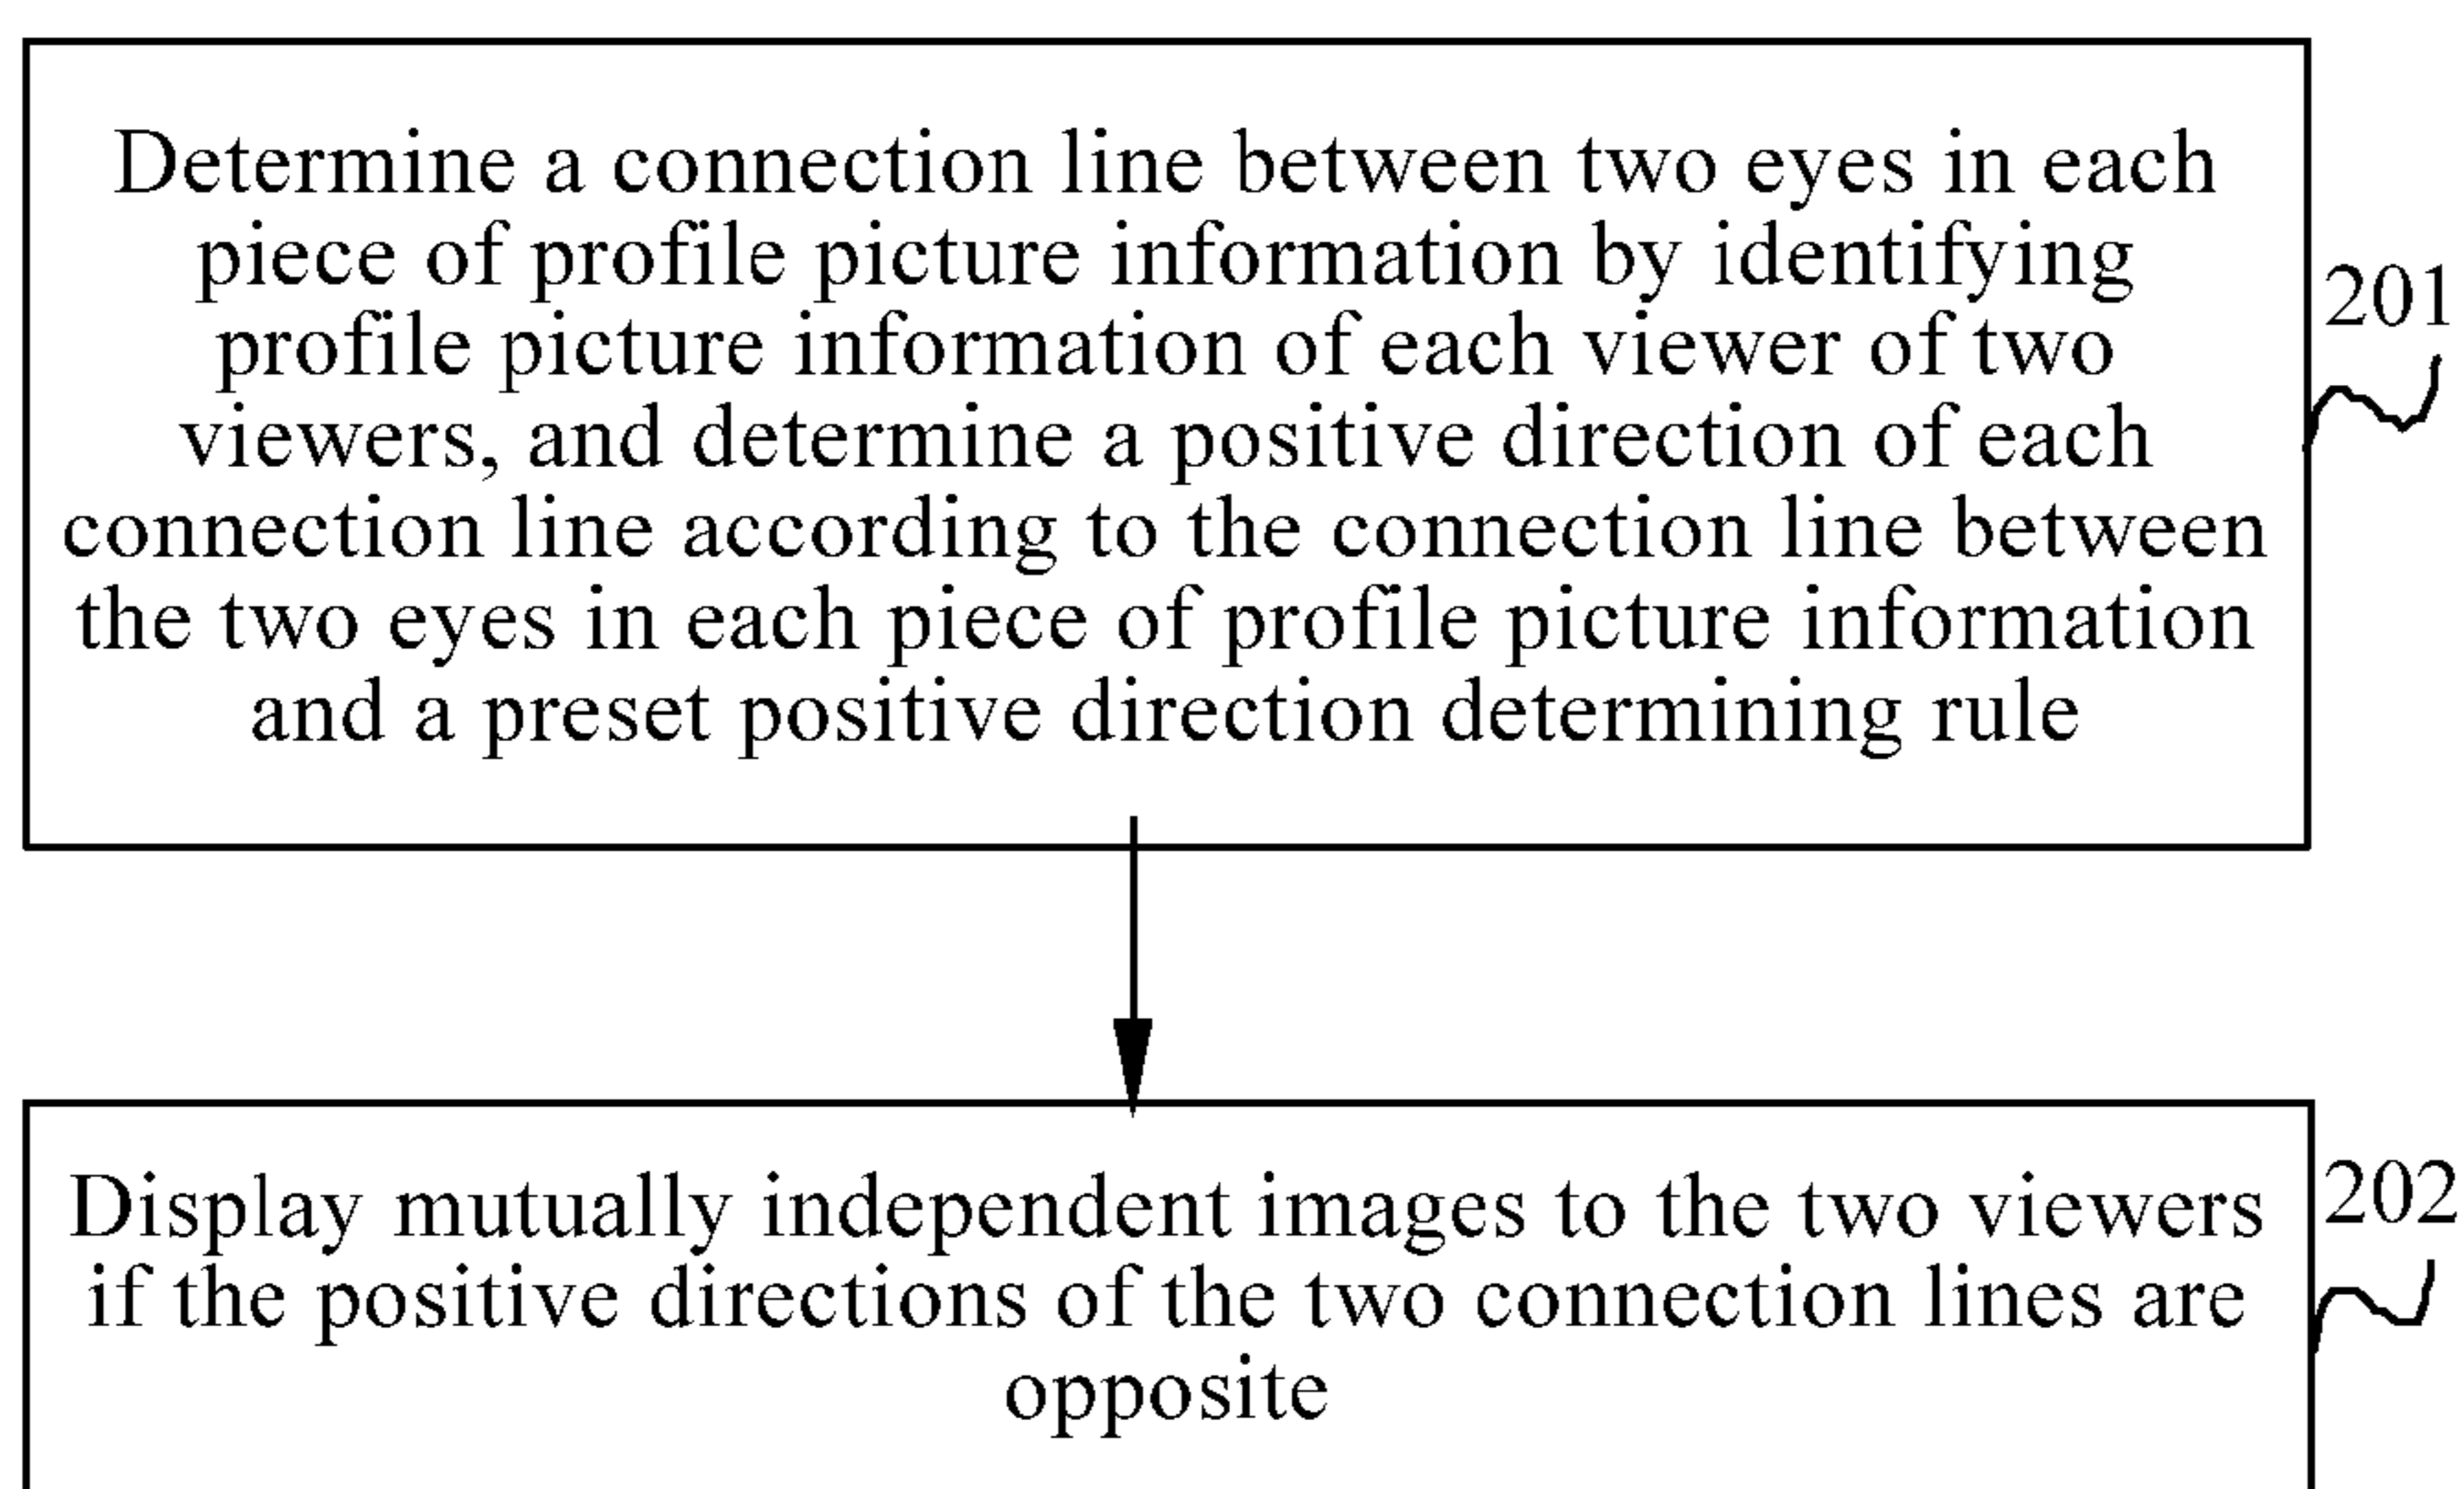 Determine a connection line between two eyes in each
piece of profile picture information by identifying
profile picture information of each viewer of two
viewers, and determine a positive direction of each
connection line according to the connection line between
the two eyes in each piece of profile picture information
and a preset positive direction determining rule
201
Display mutually independent images to the two viewers
if the positive directions of the two connection lines are
opposite
202